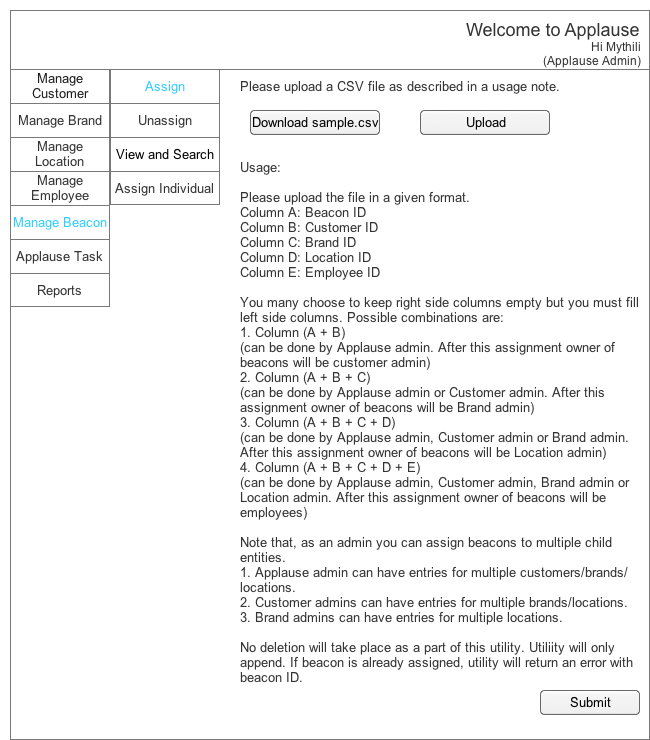 Welcome to Applause
Hi Mythili
(Applause Admin)
Manage
Customer
Manage Brand
Manage
Location
Manage
Employee
Manage Beacon
Applause Task
Reports
Assign
Unassign
View and Search
Assign Individual
Please upload a CSV file as described in a usage note.
Download sample.csv
Upload
Usage:
Please upload the file in a given format.
Column A: Beacon ID
Column B: Customer ID
Column C: Brand ID
Column D: Location ID
Column E: Employee ID
You many choose to keep right side columns empty but you must fill
left side columns. Possible combinations are:
1. Column (A + B)
(can be done by Applause admin. After this assignment owner of
beacons will be customer admin)
2. Column (A + B + C)
(can be done by Applause admin or Customer admin. After this
assignment owner of beacons will be Brand admin)
3. Column (A + B + C + D)
(can be done by Applause admin, Customer admin or Brand admin.
After this assignment owner of beacons will be Location admin)
4. Column (A + B + C + D + E)
(can be done by Applause admin, Customer admin, Brand admin or
Location admin. After this assignment owner of beacons will be
employees)
Note that, as an admin you can assign beacons to multiple child
entities.
1. Applause admin can have entries for multiple customers/brands/
locations.
2. Customer admins can have entries for multiple brands/locations.
3. Brand admins can have entries for multiple locations.
No deletion will take place as a part of this utility. Utiliity will only
append. If beacon is already assigned, utility will return an error with
beacon ID.
Submit